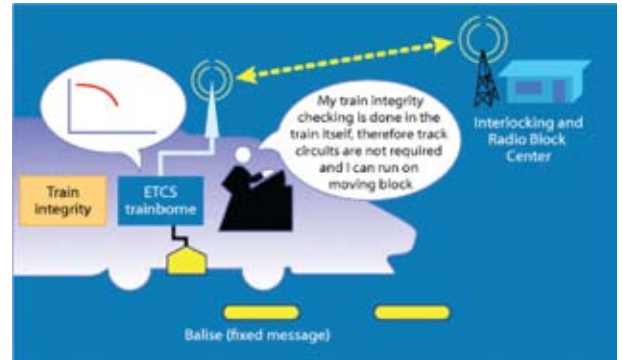 My train integrity
checking is done in the
train itself, therefore track
circuits are not required
and I can run on
moving block
Interlocking and
Radio Block
Center
Train
integrity
ETCS
trainborne
Balise (fixed message)